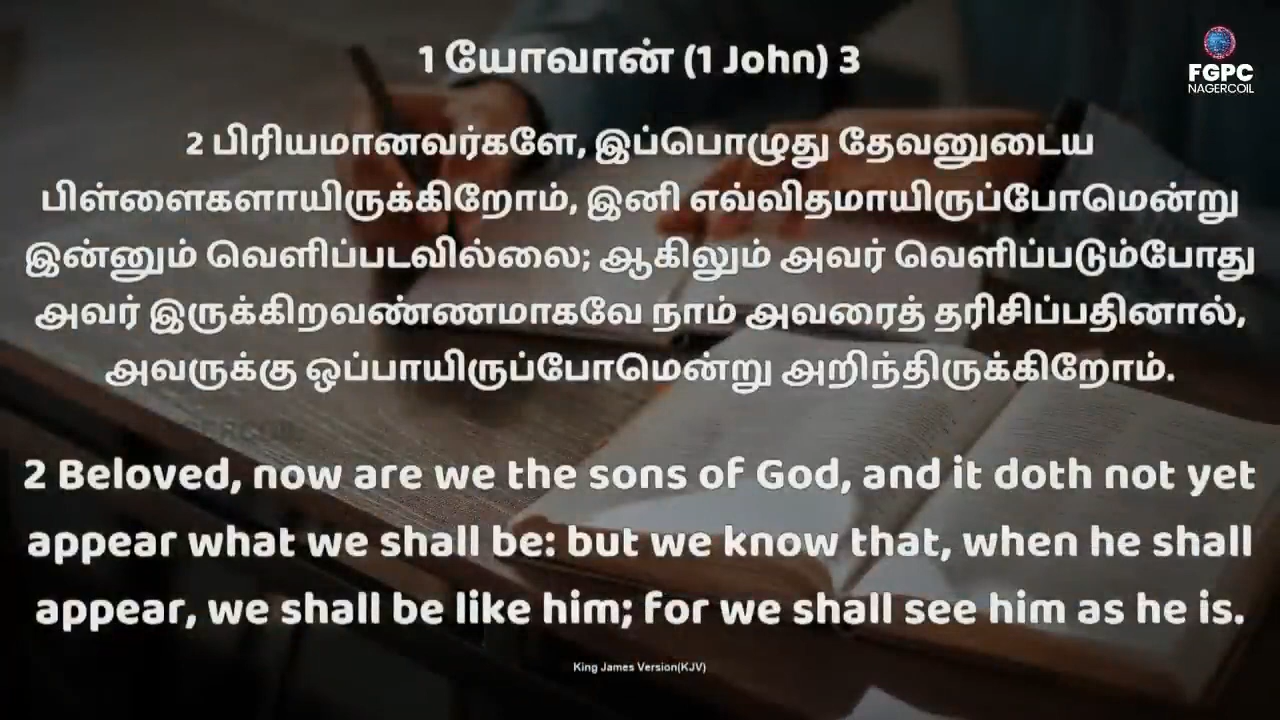 1 யோவான் (1 John) 3
FGPC
NAGERCOIL
2 பிரியமானவர்களே, இப்பொழுது தேவனுடைய
பிள்ளைகளாயிருக்கிறோம், இனி எவ்விதமாயிருப்போமென்று
இன்னும் வெளிப்படவில்லை; ஆகிலும் அவர் வெளிப்படும்போது
அவர் இருக்கிறவண்ணமாகவே நாம் அவரைத் தரிசிப்பதினால்,
அவருக்கு ஒப்பாயிருப்போமென்று அறிந்திருக்கிறோம்.
2 Beloved, now are we the sons of God, and it doth not yet
appear what we shall be: but we know that, when he shall
appear, we shall be like him; for we shall see him as he is.
King James Version(KJV)